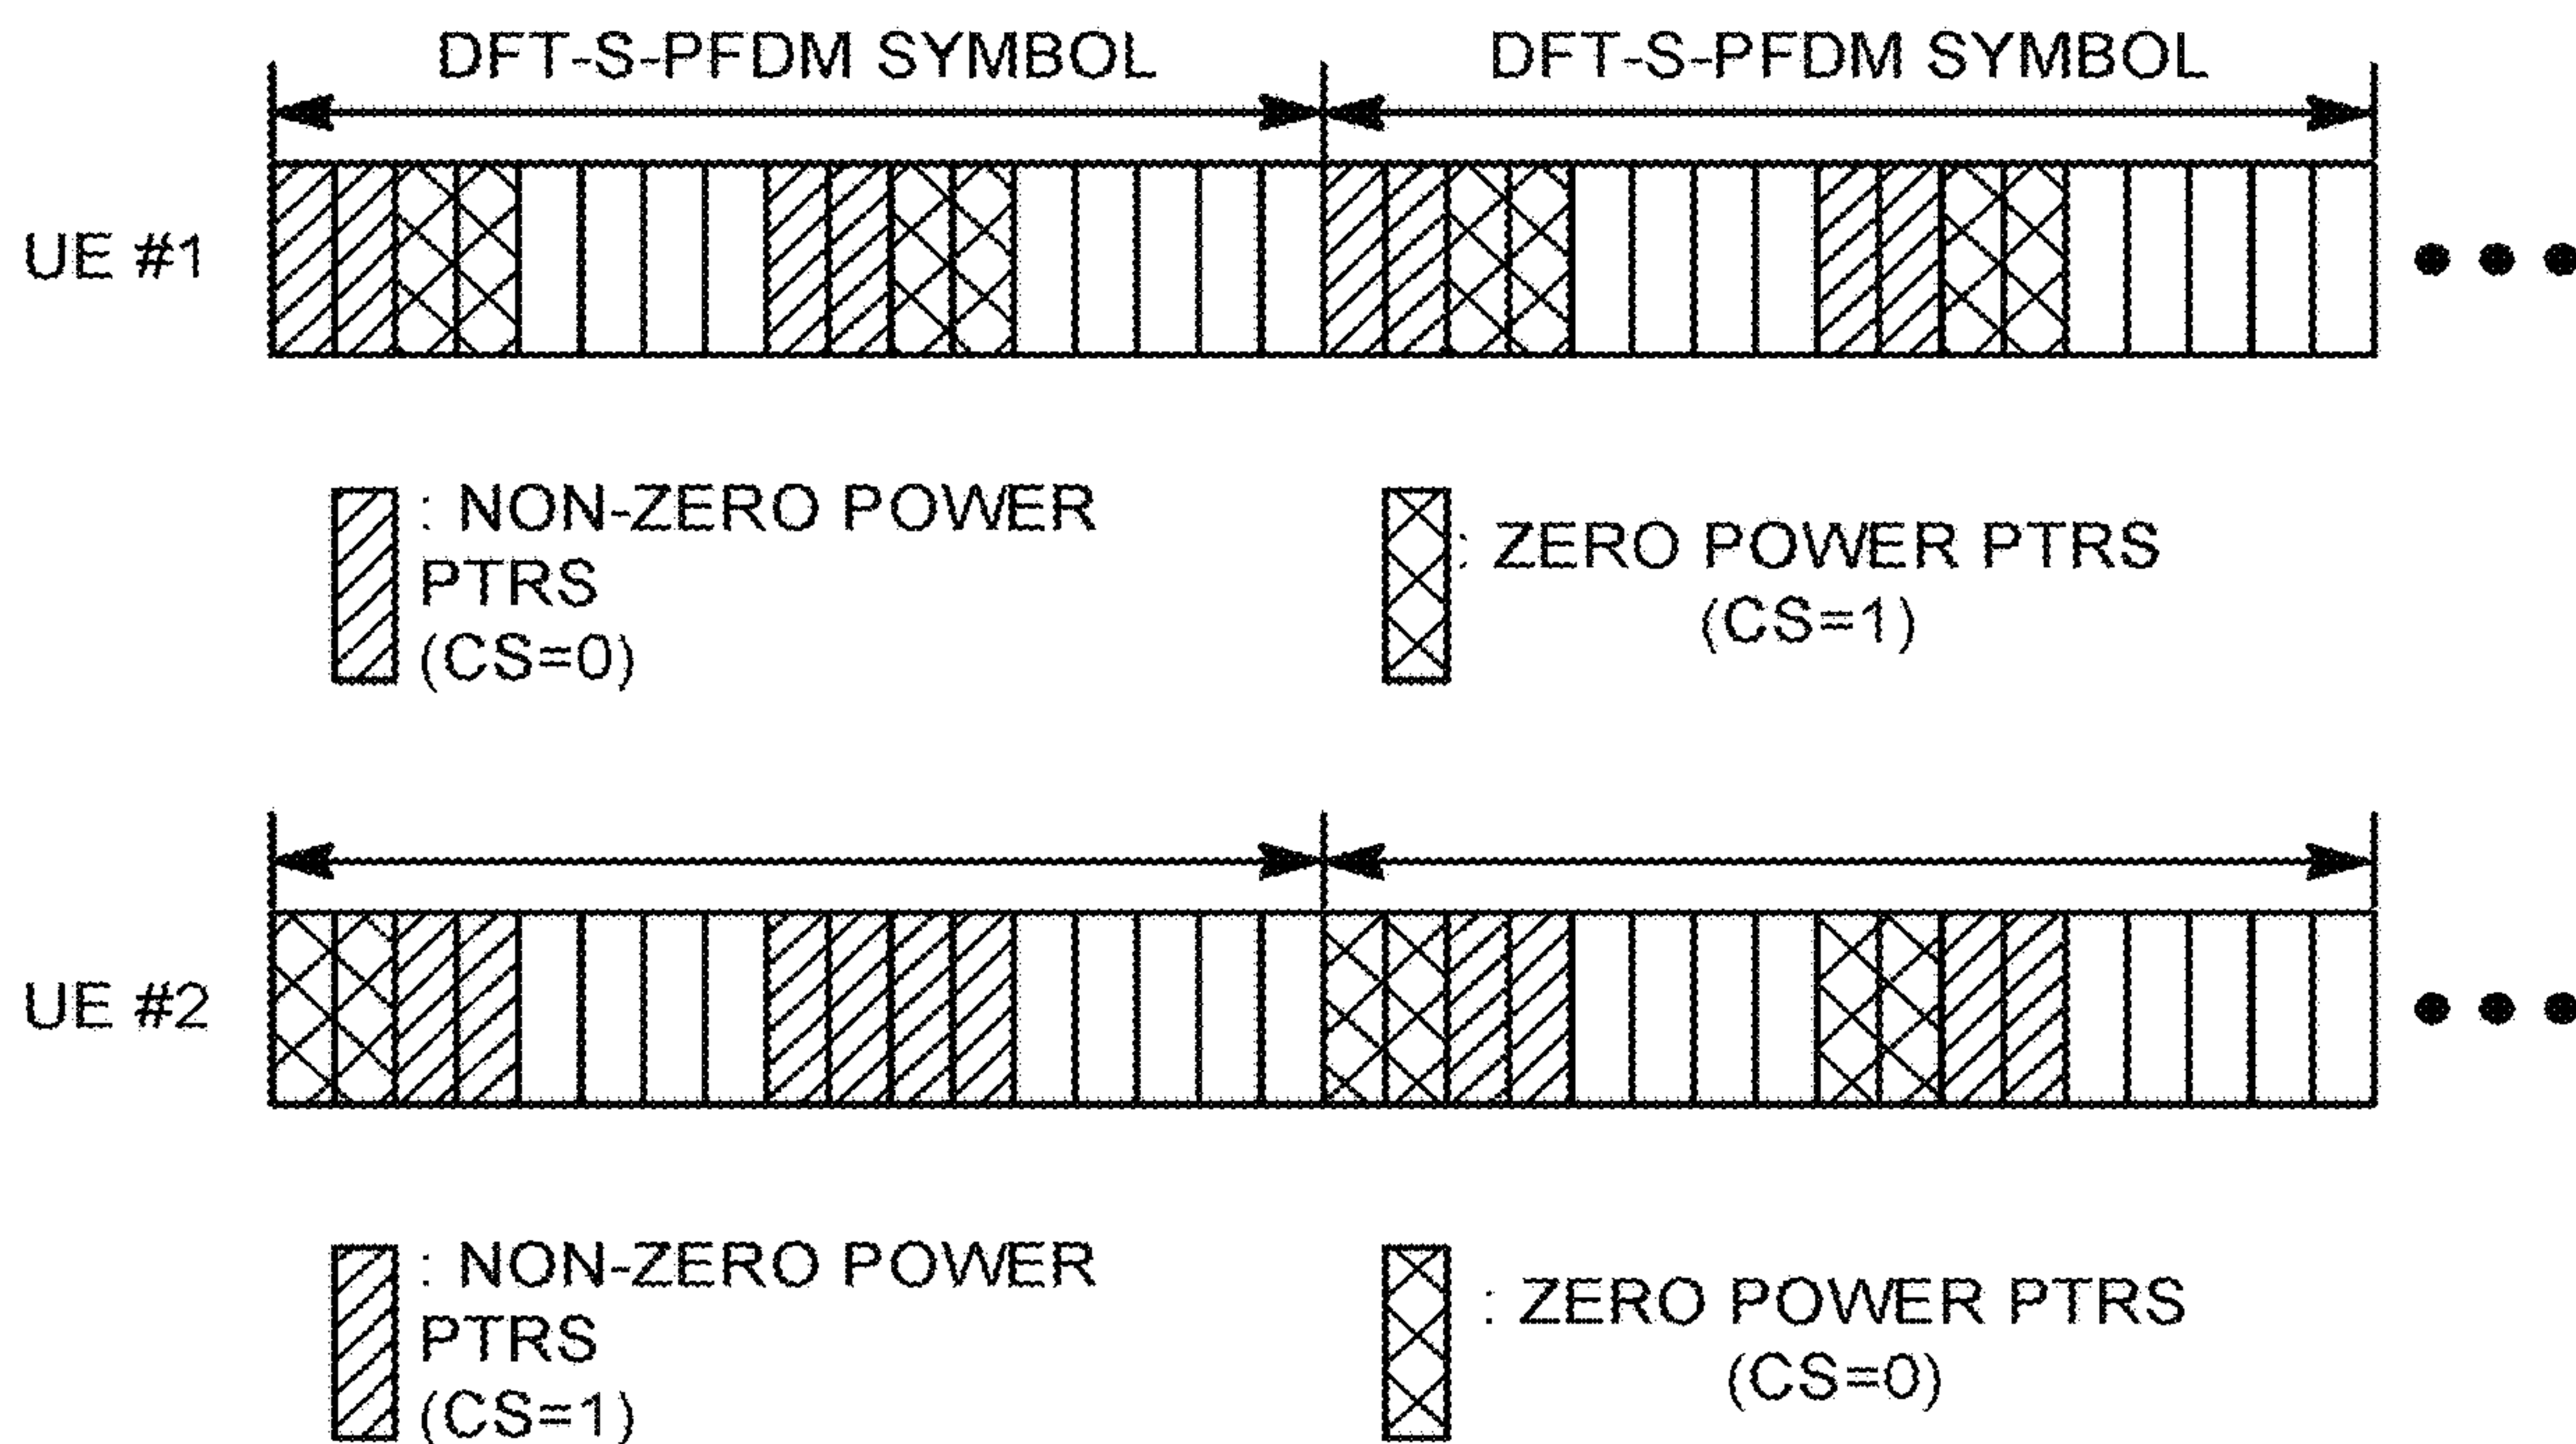 DFT-S-PFDM SYMBOL DFT-S-PFDM SYMBOL
UE #1
: NON-ZERO POWER
PTRS
(CS=0)
: ZERO POWER PTRS
(CS=1)
UE #2
: NON-ZERO POWER
PTRS
(CS=1)
: ZERO POWER PTRS
(CS=0)